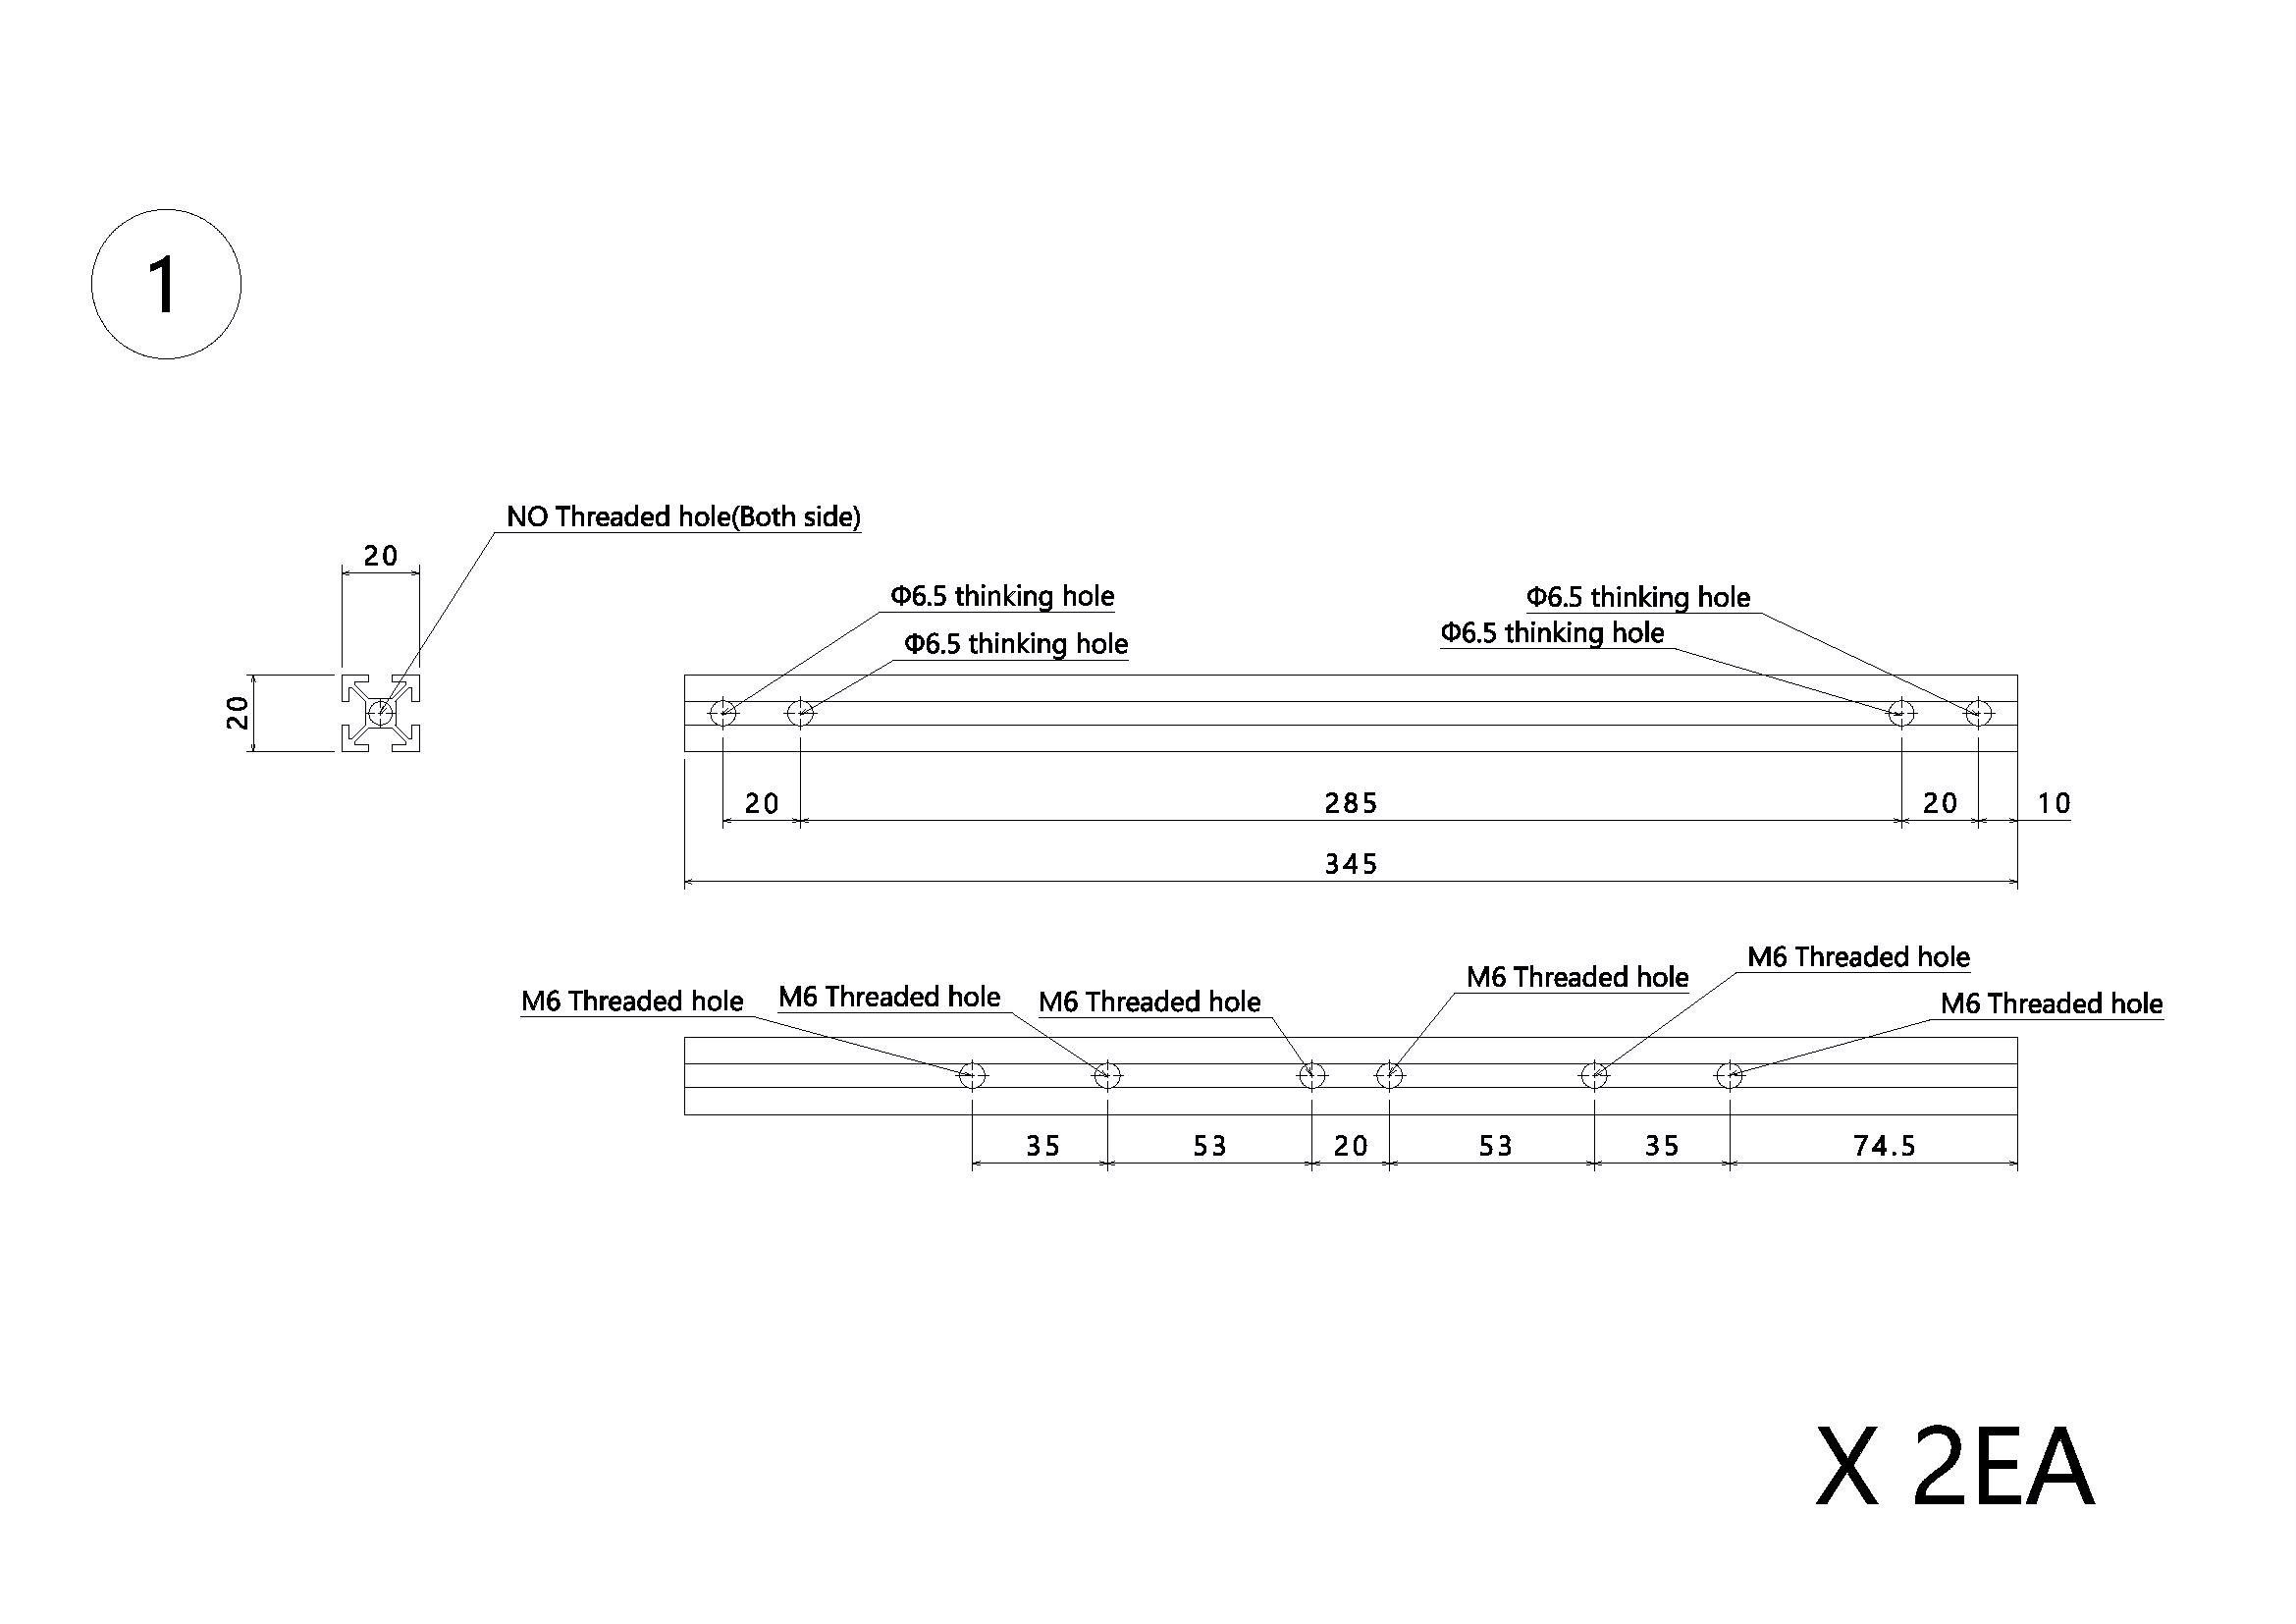 1
NO Threaded hole(Both side)
20
20
Φ6.5 thinking hole
Φ6.5 thinking hole
Φ6.5 thinking hole
Φ6.5 thinking hole
20
285
20
10
345
M6 Threaded hole
M6 Threaded hole
M6 Threaded hole
M6 Threaded hole
M6 Threaded hole
M6 Threaded hole
35
53
20
53
35
74.5
X 2EA